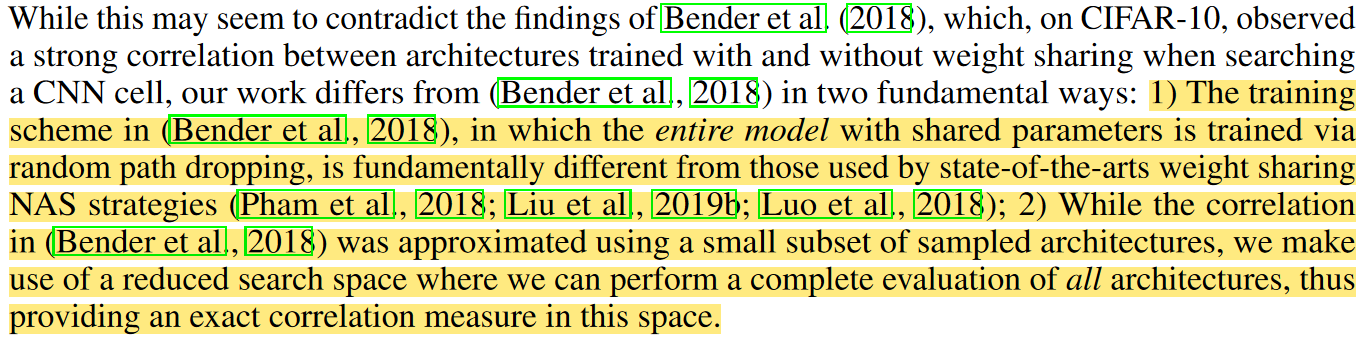 While this may seem to contradict the findings of Bender et al. (2018), which, on CIFAR-10, observed
a strong correlation between architectures trained with and without weight sharing when searching
a CNN cell, our work differs from (Bender et al., 2018) in two fundamental ways: 1) The training
scheme in (Bender et al., 2018), in which the entire model with shared parameters is trained via
random path dropping, is fundamentally different from those used by state-of-the-arts weight sharing
NAS strategies (Pham et al., 2018; Liu et al., 2019b; Luo et al., 2018); 2) While the correlation
in (Bender et al., 2018) was approximated using a small subset of sampled architectures, we make
use of a reduced search space where we can perform a complete evaluation of all architectures, thus
providing an exact correlation measure in this space.